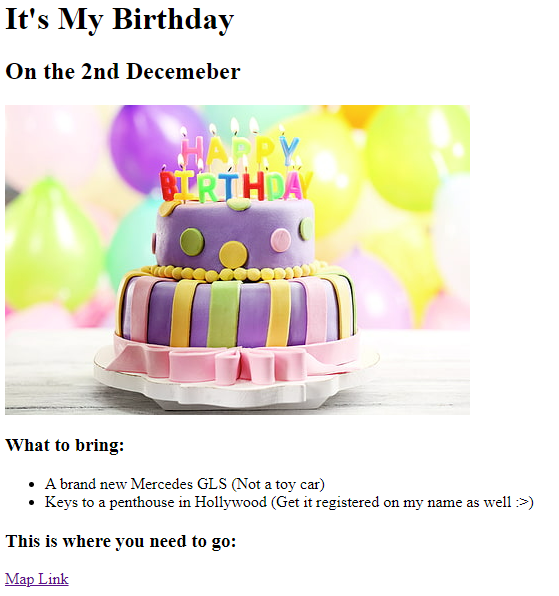 It's My Birthday
On the 2nd Decemeber
HAPPY
BIRTHDAY
What to bring:
A brand new Mercedes GLS (Not a toy car)
Keys to a penthouse in Hollywood (Get it registered on my name as well :>)
This is where you need to go:
Map Link